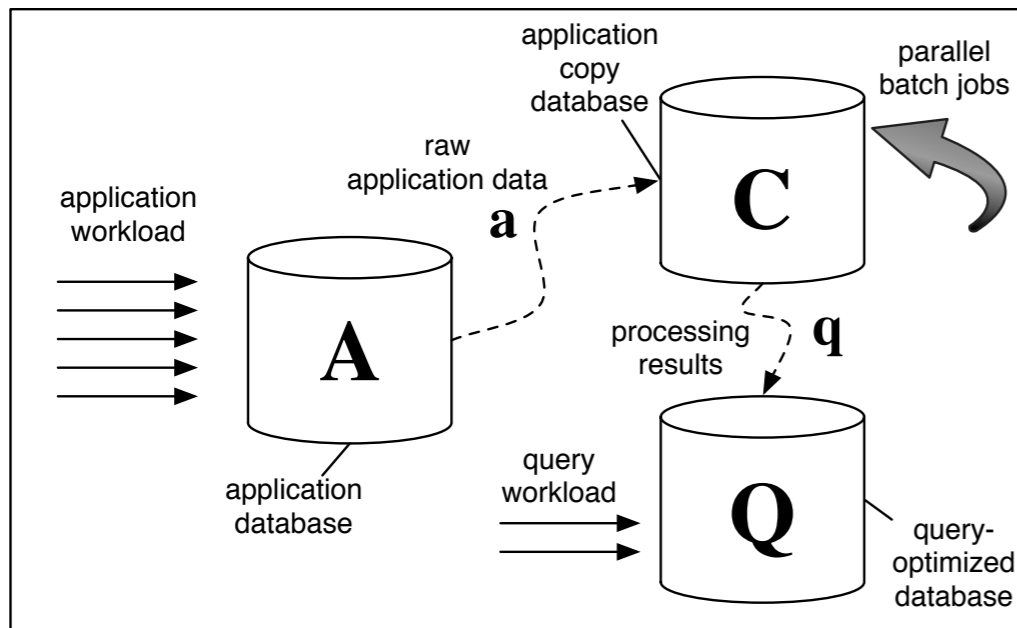 application
copy
database
parallel
batch jobs
raw
application data
a
C
application
workload
A
processing
results
q
application
database
query
workload
Q
query-
optimized
database